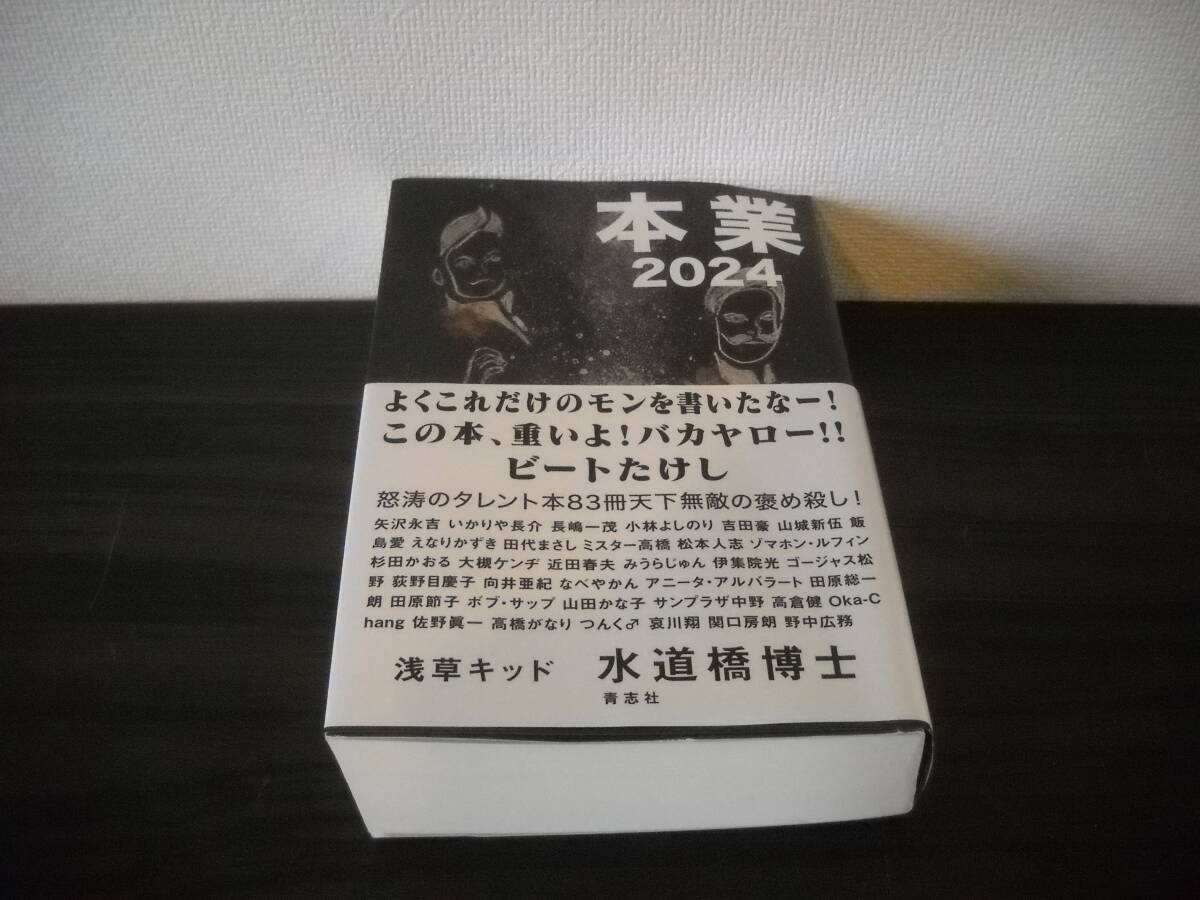 本業
2024
よくこれだけのモンを書いたなー!
この本、重いよ!バカヤロー!!
ビートたけし
怒涛のタレント本83冊天下無敵の褒め殺し!
矢沢永吉 いかりや長介 長嶋一茂 小林よしのり 吉田豪 山城新伍 飯
島愛 えなりかずき 田代まさし ミスター高橋 松本人志 ゾマホン・ルフィン
杉田かおる 大槻ケンヂ 近田春夫 みうらじゅん 伊集院光 ゴージャス松
野 荻野目慶子 向井亜紀 なべやかん アニータ・アルバラート 田原総一
朗 田原節子 ボブ・サップ 山田かな子 サンプラザ中野 高倉健 Oka-C
hang 佐野眞一 高橋がなり つんく♂ 哀川翔 関口房朗 野中広務
浅草キッド 水道橋博士
青志社